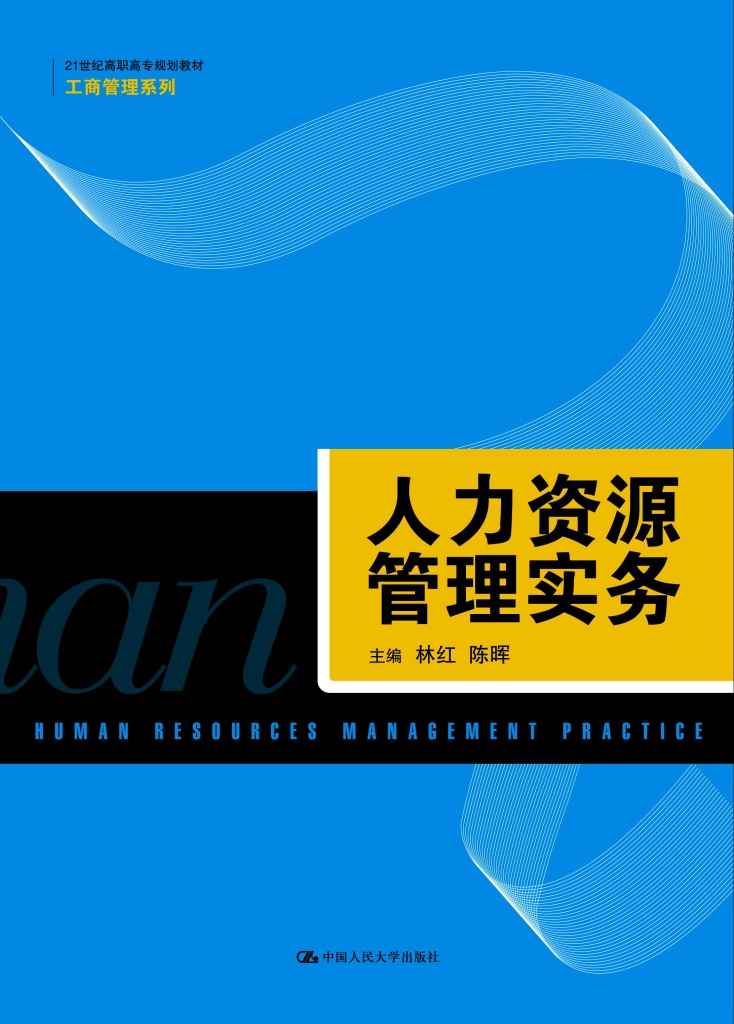 21世纪高职高专规划教材
工商管理系列
人力资源
管理实务
主编 林红 陈晖
man
HUMAN RESOURCES MANAGEMENT PRACTICE
中国人民大学出版社